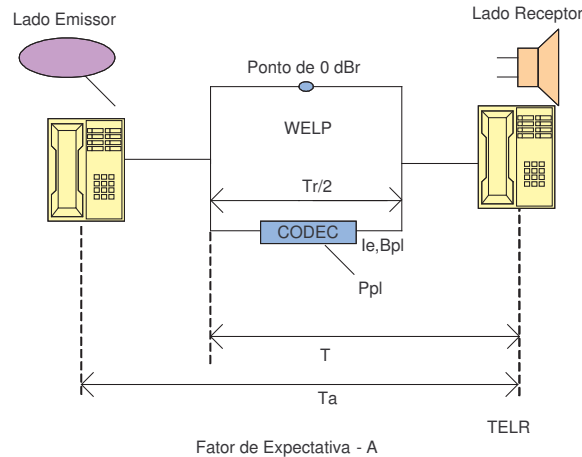 Lado Emissor
Lado Receptor
Ponto de 0 dBr
WELP
Tr/2
CODEC
Ie,Bpl
Ppl
T
Ta
TELR
Fator de Expectativa - A